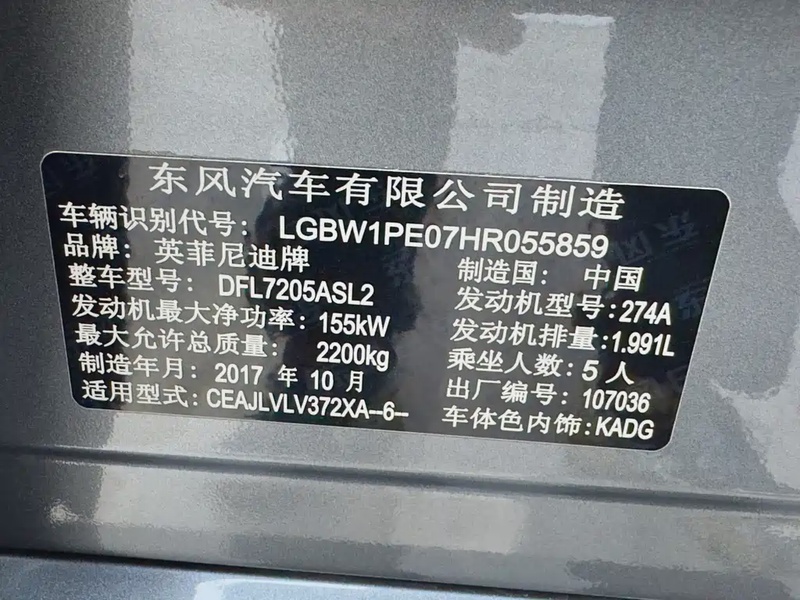 东风汽车有限公司制造
车辆识别代号: LGBW1PE07HR055859
品牌: 英菲尼迪牌 制造国: 中国
整车型号: DFL7205ASL2 发动机型号:274A
发动机最大净功率:155kW 发动机排量:1.991L
最大允许总质量: 2200kg 乘坐人数:5 人
制造年月: 2017 年 10 月 出厂编号: 107036
适用型式:CEAJLVLV372XA--6-- 车体色内饰:KADG